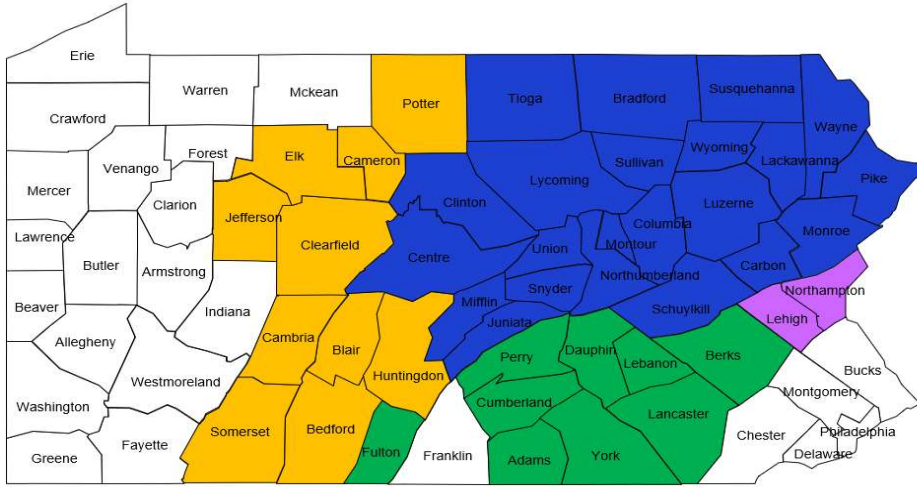 Erie
Crawford
Warren
Mckean
Potter
Tioga
Bradford
Susquehanna
Wayne
Forest
Elk
Cameron
Venango
Mercer
Clarion
Jefferson
Clearfield
Clinton
Lycoming
Sullivan
Wyoming
Lackawanna
Pike
Luzerne
Columbia
Montour
Monroe
Lawrence
Butler
Armstrong
Indiana
Centre
Union
Snyder
Northumberland
Carbon
Northampton
Lehigh
Schuylkill
Mifflin
Juniata
Beaver
Allegheny
Westmoreland
Cambria
Blair
Huntingdon
Perry
Dauphin
Lebanon
Berks
Bucks
Montgomery
Philadelphia
Delaware
Chester
Lancaster
Cumberland
Washington
Greene
Fayette
Somerset
Bedford
Fulton
Franklin
Adams
York